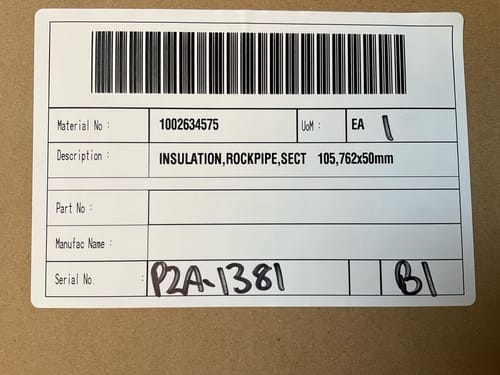 Material No : 1002634575 UoM : EA 1
Description : INSULATION,ROCKPIPE,SECT 105,762x50mm
Part No :
Manufac Name :
Serial No. : P2A-1381 B1